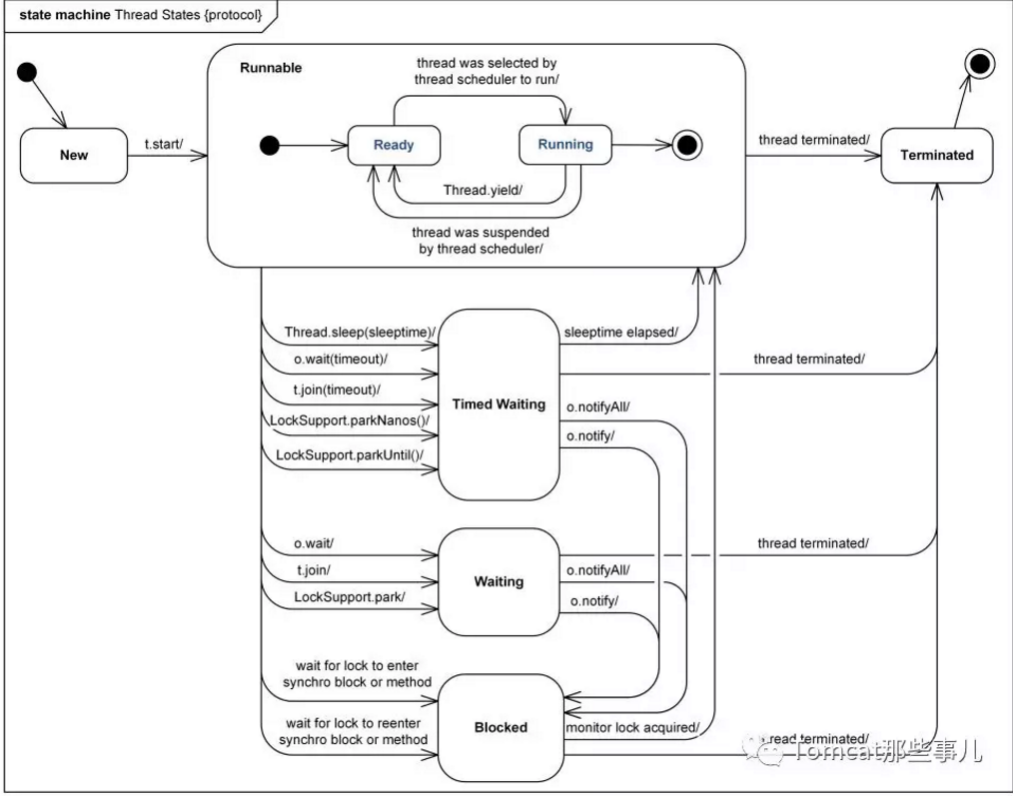 state machine Thread States {protocol}
Runnable
thread was selected by
thread scheduler to run/
New
t.start/
Ready
Running
thread terminated/
Terminated
Thread.yield/
thread was suspended
by thread scheduler/
Thread.sleep(sleeptime)/
sleeptime elapsed/
o.wait(timeout)/
thread terminated/
t.join(timeout)/
Timed Waiting
o.notifyAll/
LockSupport.parkNanos()/
o.notify/
LockSupport.parkUntil()/
o.wait/
thread terminated/
t.join/
Waiting
o.notifyAll/
LockSupport.park/
o.notify/
wait for lock to enter
synchro block or method
wait for lock to reenter
synchro block or method
Blocked
monitor lock acquired/
terminated/
Tomcat那些事儿